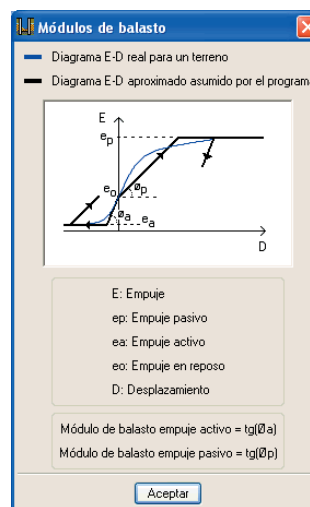 Módulos de balasto
Diagrama E-D real para un terreno
Diagrama E-D aproximado asumido por el programa
E
ep
eo
Øp
Øa
ea
D
E: Empuje
ep: Empuje pasivo
ea: Empuje activo
eo: Empuje en reposo
D: Desplazamiento
Módulo de balasto empuje activo = tg(Øa)
Módulo de balasto empuje pasivo = tg(Øp)
Aceptar